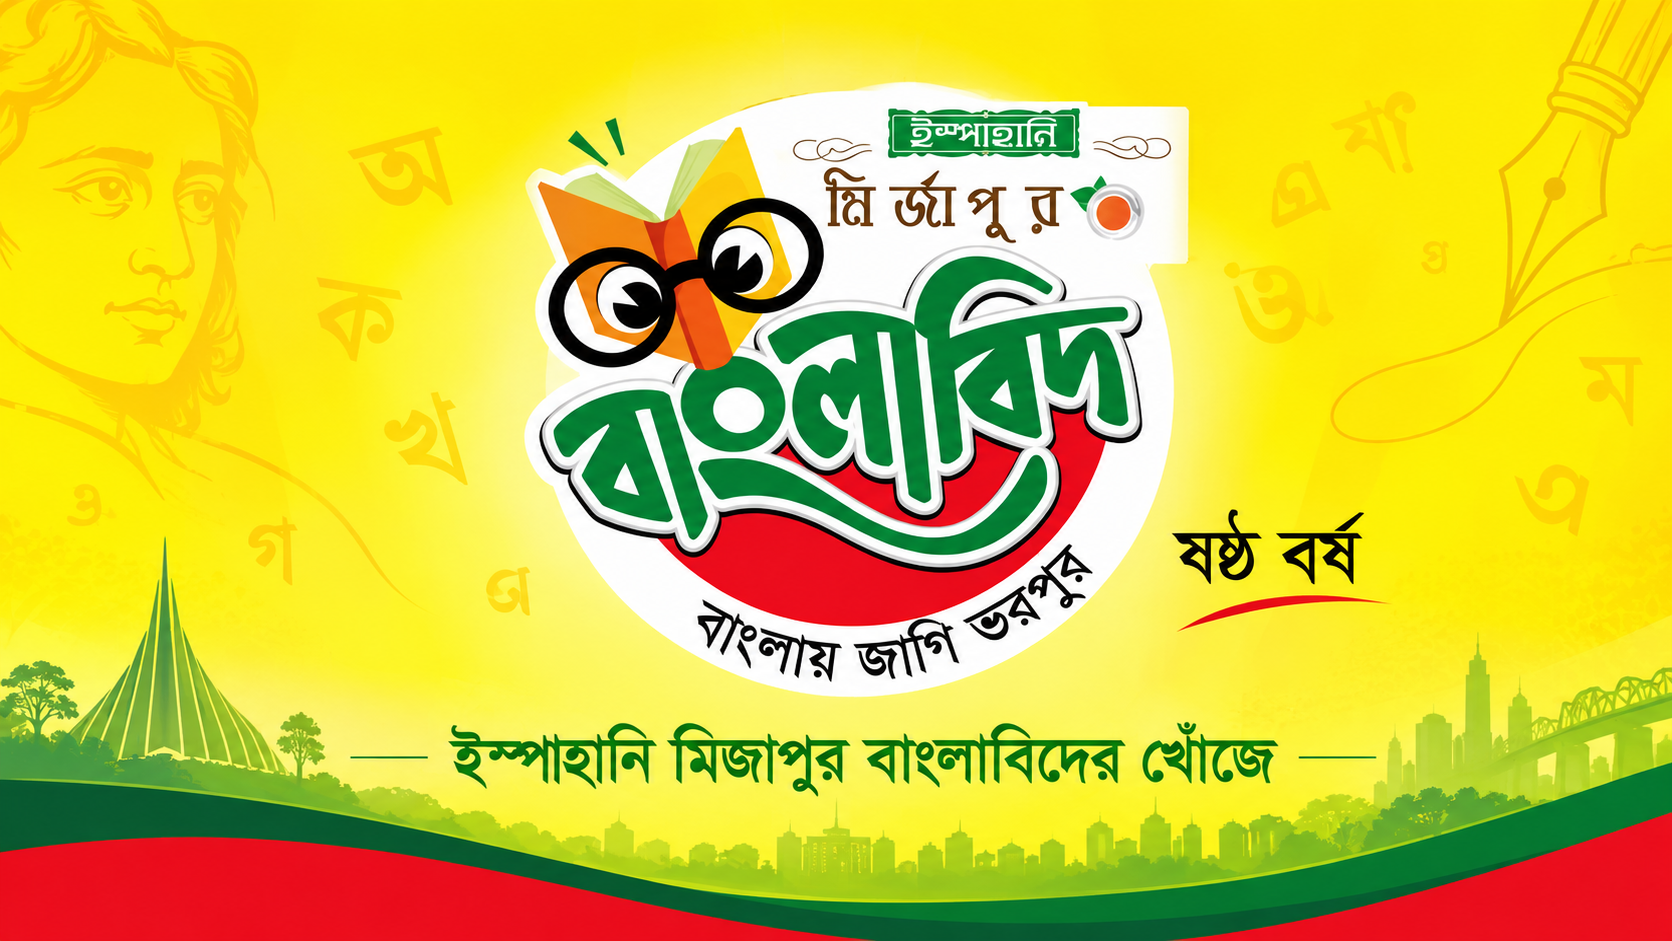 ইস্পাহানি
মির্জাপুর
বাংলাবিদ
বাংলায় জাগি ভরপুর
ষষ্ঠ বর্ষ
ইস্পাহানি মিজাপুর বাংলাবিদের খোঁজে
অ
ক
খ
গ
ম